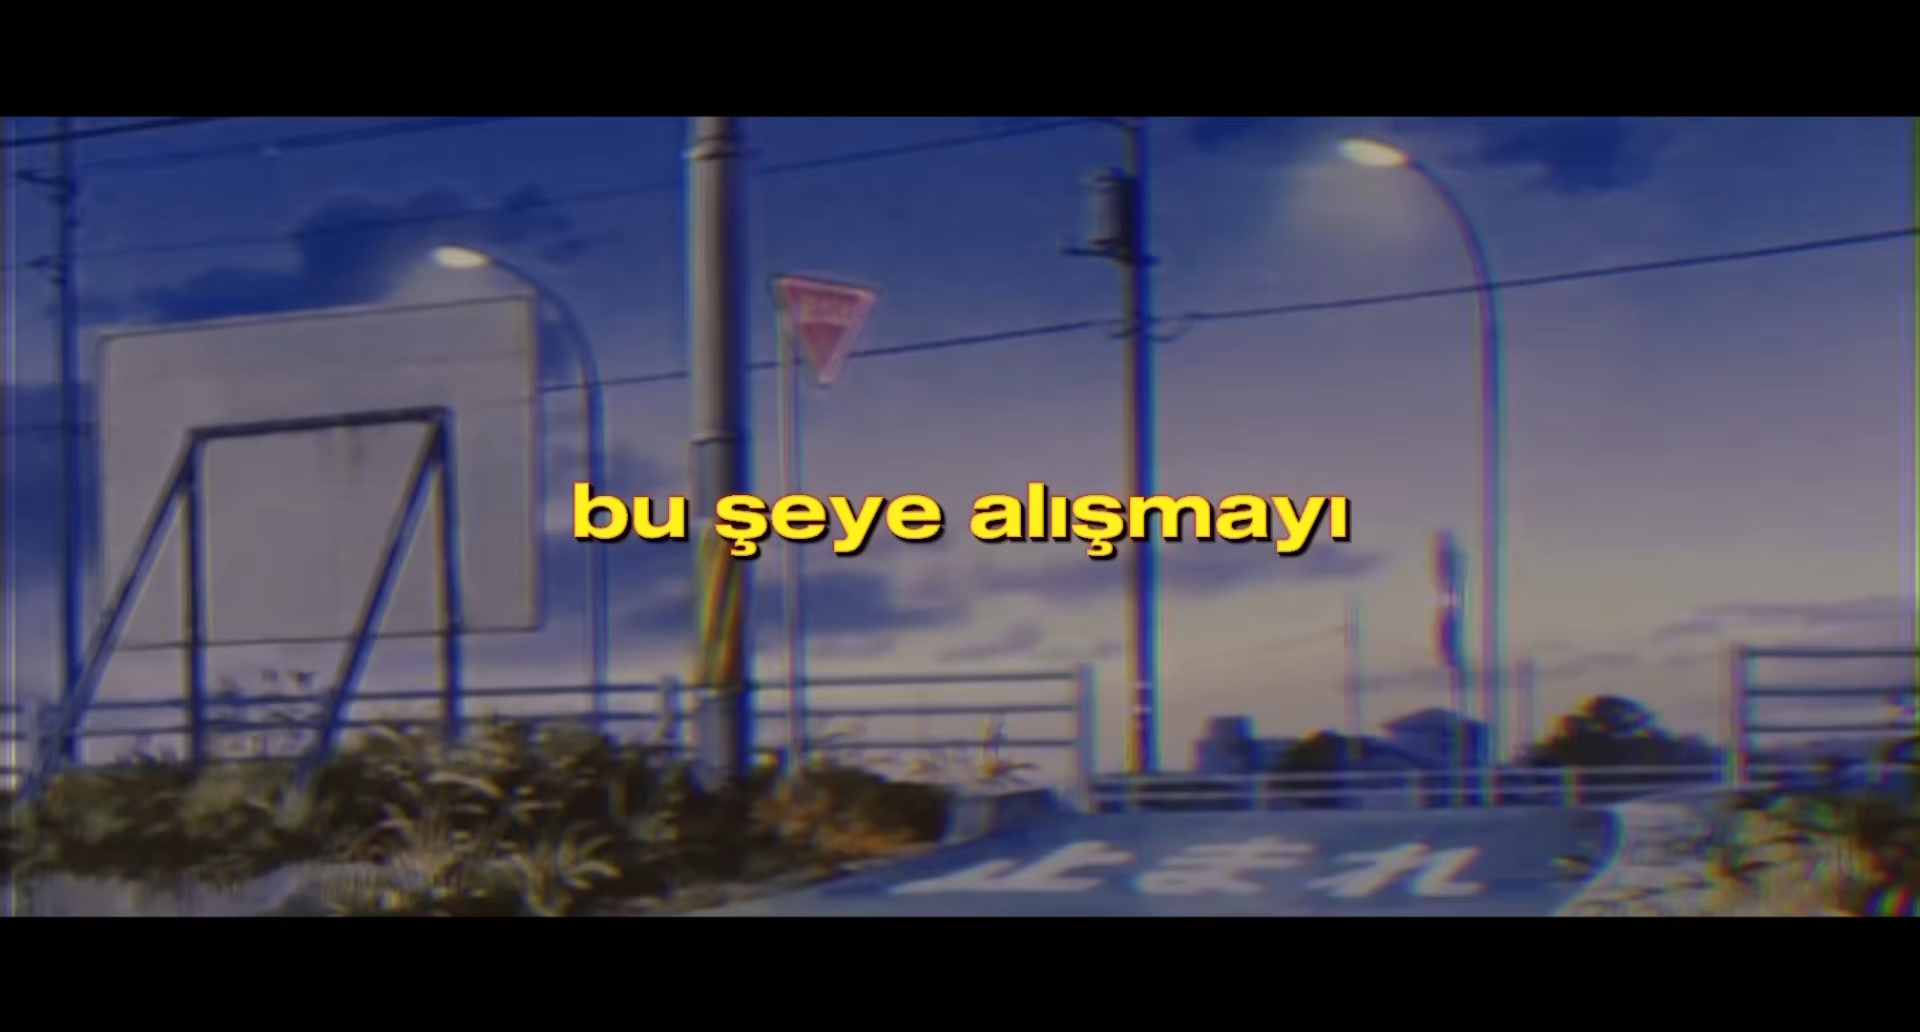 bu şeye alışmayı
止まれ